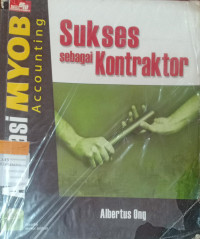 Sukses
sebagai Kontraktor
Aplikasi MYOB
Accounting
Albertus Ong